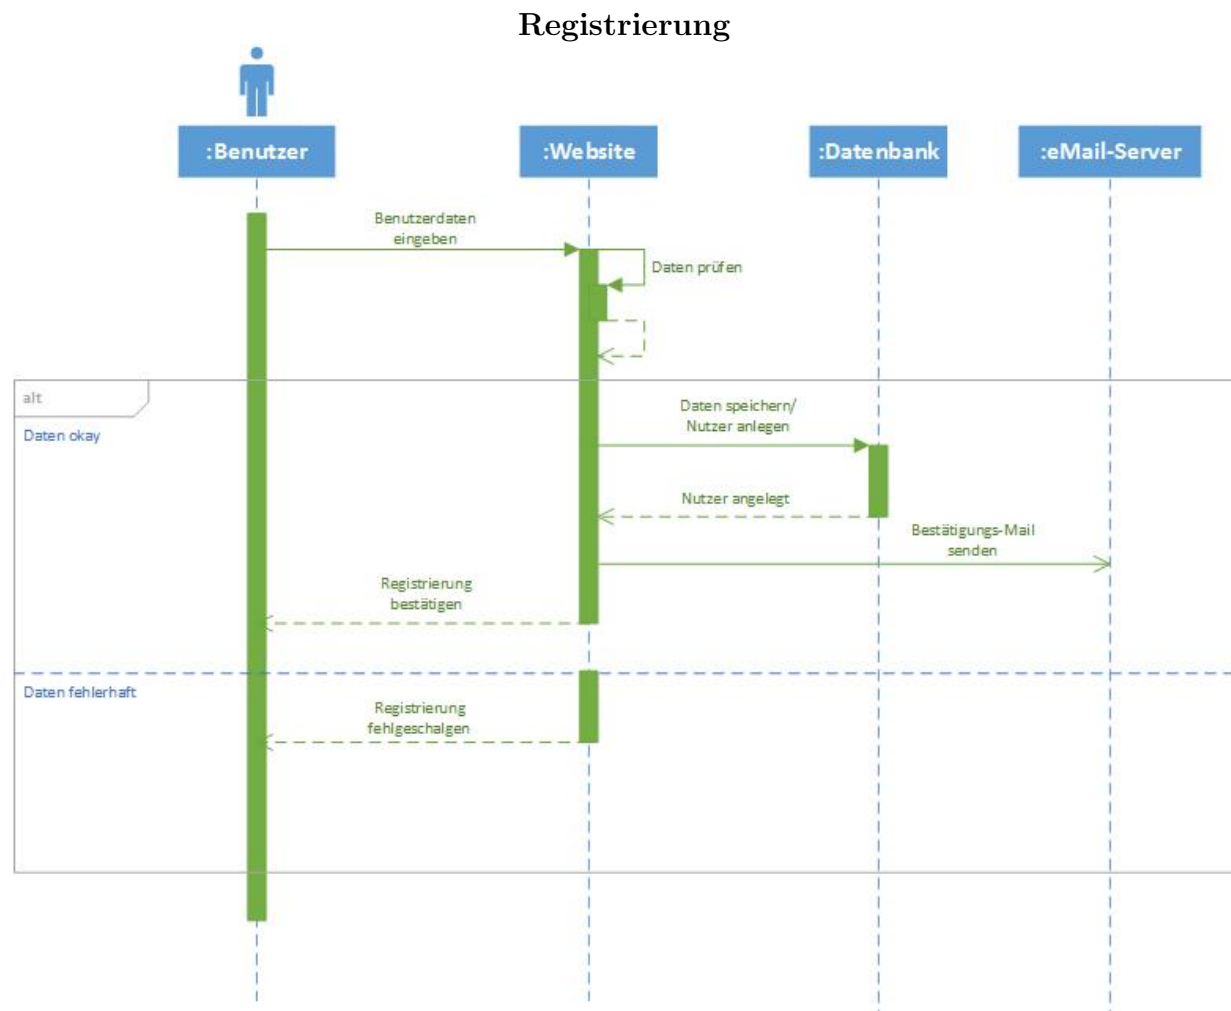 Registrierung
:Benutzer
:Website
:Datenbank
:eMail-Server
Benutzerdaten
eingeben
Daten prüfen
alt
Daten okay
Daten speichern/
Nutzer anlegen
Nutzer angelegt
Bestätigungs-Mail
senden
Registrierung
bestätigen
Daten fehlerhaft
Registrierung
fehlgeschalgen